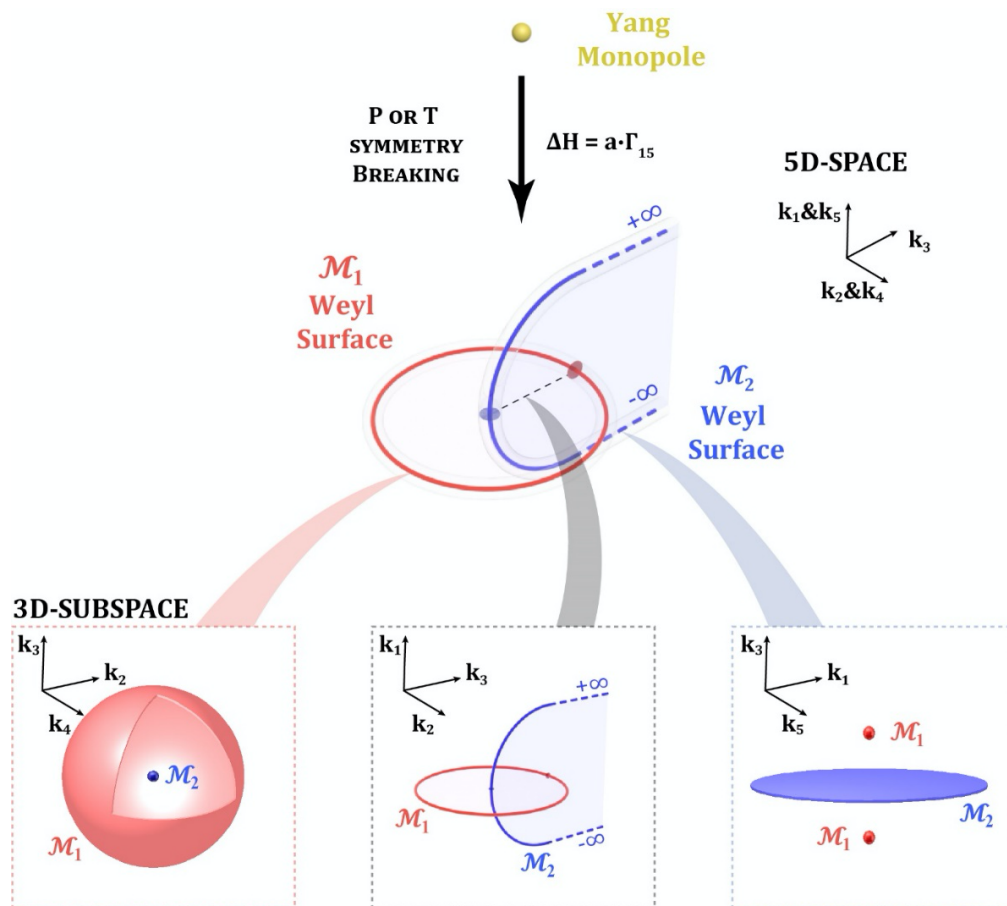 Yang
Monopole
P or T
symmetry
Breaking
ΔH = a·Γ₁₅
5D-SPACE
k₁&k₅
k₃
k₂&k₄
+∞
ℳ₁
Weyl
Surface
ℳ₂
Weyl
Surface
-∞
3D-SUBSPACE
k₃
k₂
k₄
ℳ₂
ℳ₁
k₁
k₃
k₂
+∞
ℳ₁
ℳ₂
-∞
k₃
k₁
k₅
ℳ₁
ℳ₂
ℳ₁